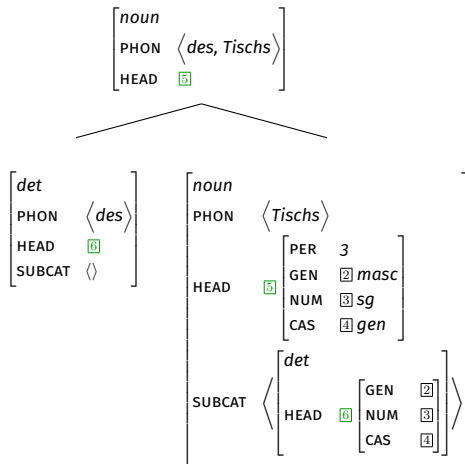 noun
PHON ⟨des, Tischs⟩
HEAD 5
det
PHON ⟨des⟩
HEAD 6
SUBCAT ⟨⟩
noun
PHON ⟨Tischs⟩
HEAD 5
PER 3
GEN 2 masc
NUM 3 sg
CAS 4 gen
SUBCAT ⟨
det
HEAD 6
GEN 2
NUM 3
CAS 4
⟩